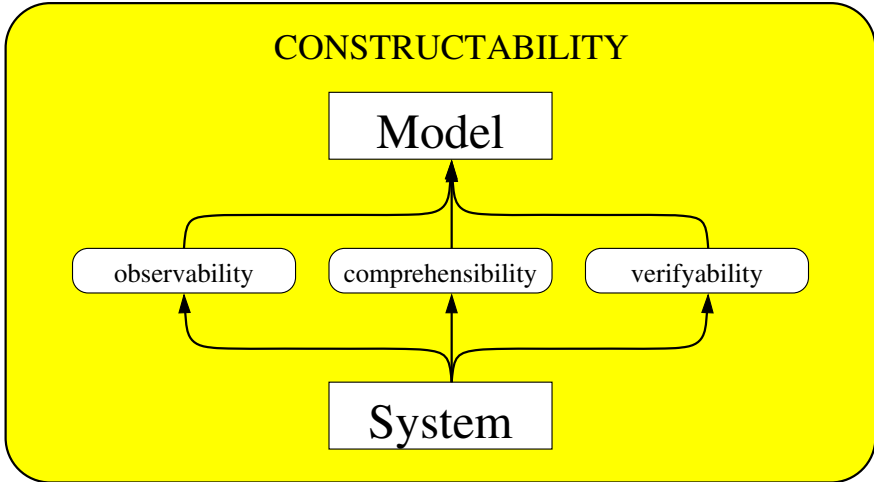 CONSTRUCTABILITY
Model
observability
comprehensibility
verifyability
System